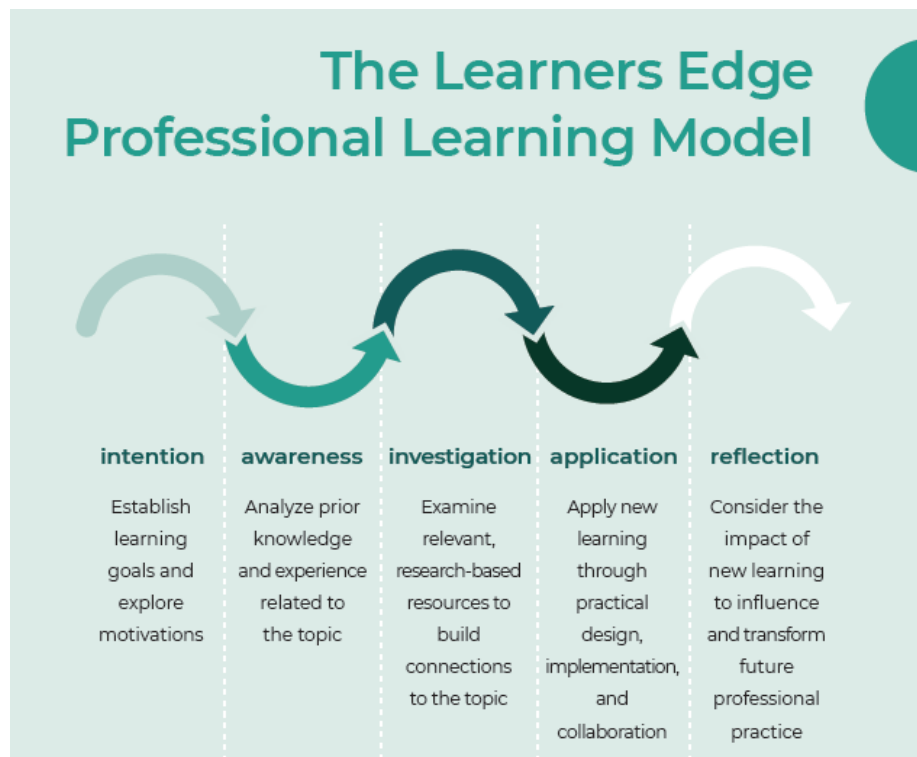 The Learners Edge
Professional Learning Model
intention
Establish
learning
goals and
explore
motivations
awareness
Analyze prior
knowledge
and experience
related to
the topic
investigation
Examine
relevant,
research-based
resources to
build
connections
to the topic
application
Apply new
learning
through
practical
design,
implementation,
and
collaboration
reflection
Consider the
impact of
new learning
to influence
and transform
future
professional
practice